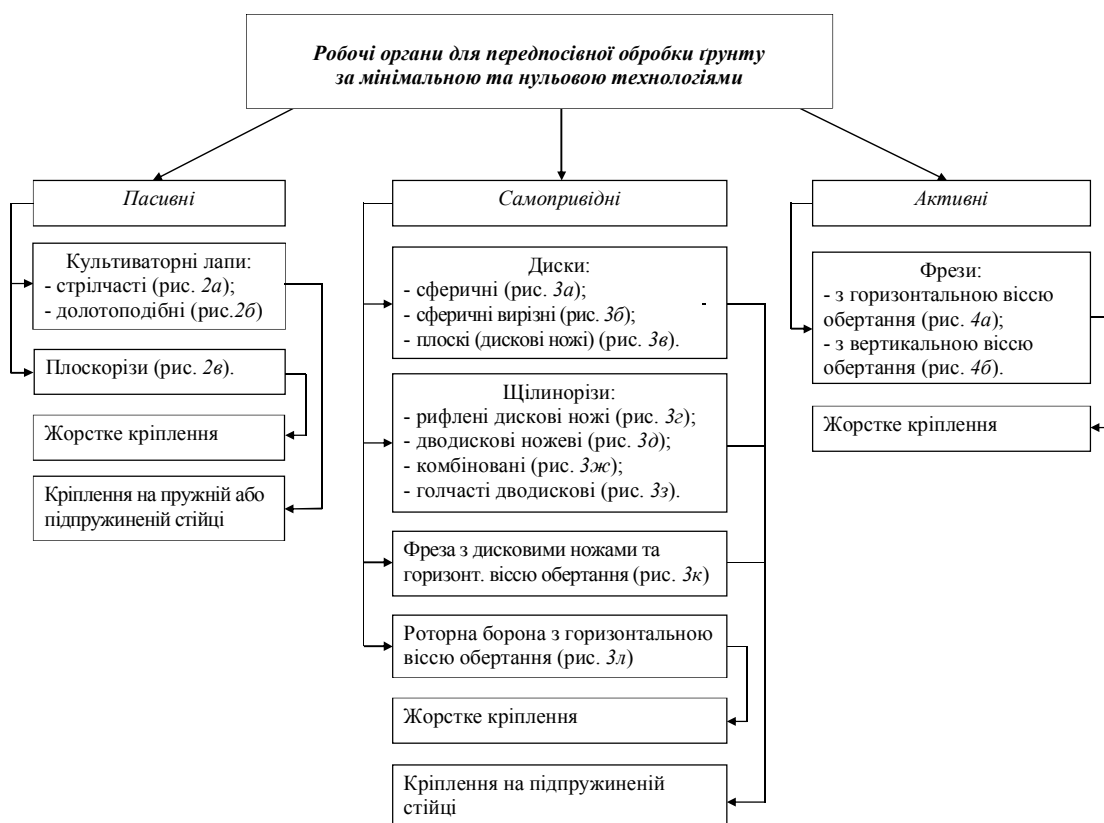 Робочі органи для передпосівної обробки ґрунту
за мінімальною та нульовою технологіями
Пасивні
Культиваторні лапи:
- стрілчасті (рис. 2а);
- долотоподібні (рис.2б)
Плоскорізи (рис. 2в).
Жорстке кріплення
Кріплення на пружній або
підпружиненій стійці
Самопривідні
Диски:
- сферичні (рис. 3а);
- сферичні вирізні (рис. 3б);
- плоскі (дискові ножі) (рис. 3в).
Щілинорізи:
- рифлені дискові ножі (рис. 3г);
- дводискові ножеві (рис. 3д);
- комбіновані (рис. 3ж);
- голчасті дводискові (рис. 3з).
Фреза з дисковими ножами та
горизонт. віссю обертання (рис. 3к)
Роторна борона з горизонтальною
віссю обертання (рис. 3л)
Жорстке кріплення
Кріплення на підпружиненій
стійці
Активні
Фрези:
- з горизонтальною віссю
обертання (рис. 4а);
- з вертикальною віссю
обертання (рис. 4б).
Жорстке кріплення